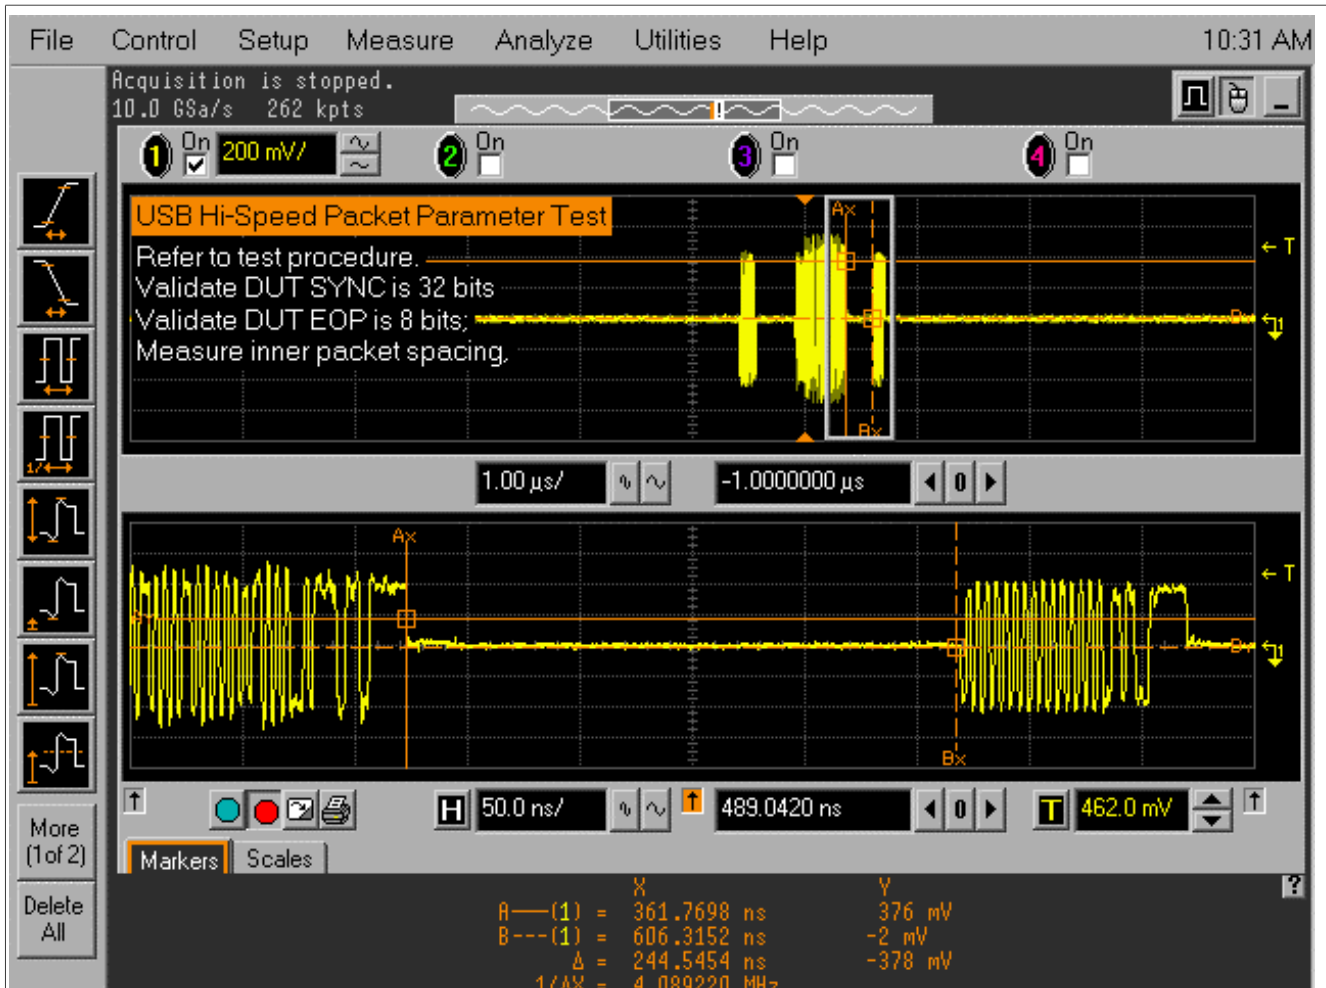 File Control Setup Measure Analyze Utilities Help 10:31 AM
Acquisition is stopped.
10.0 GSa/s 262 kpts
1 On 200 mV/ 2 On 3 On 4 On
USB Hi-Speed Packet Parameter Test
Refer to test procedure.
Validate DUT SYNC is 32 bits
Validate DUT EOP is 8 bits;
Measure inner packet spacing,
Ax
T
Bx
1.00 µs/ -1.0000000 µs 0
Ax
T
Bx
H 50.0 ns/ 489.0420 ns 0 T 462.0 mV
More
(1 of 2)
Delete
All
Markers Scales
?
X Y
A——(1) = 361.7698 ns 376 mV
B---(1) = 606.3152 ns -2 mV
Δ = 244.5454 ns -378 mV
1/ΔX = 4.089220 MHz